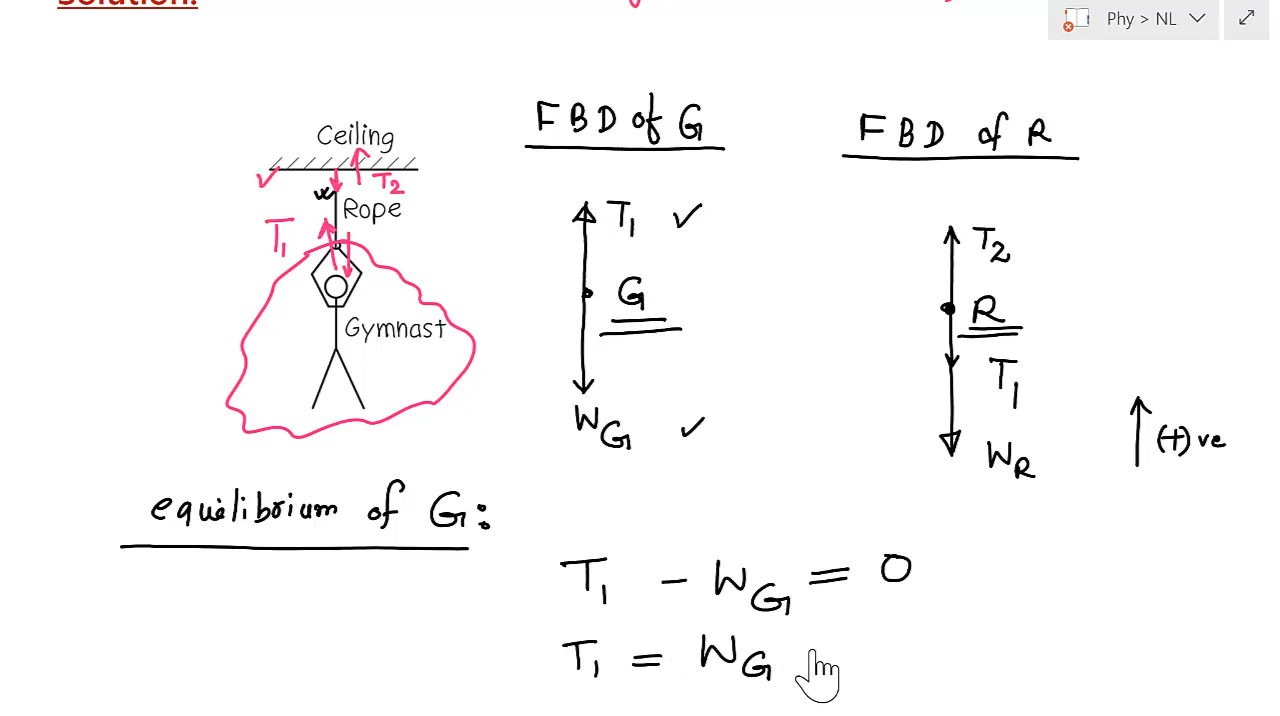 Solution:
Phy > NL
Ceiling
T2
Rope
T1
Gymnast
FBD of G
T1 ✓
G
WG ✓
FBD of R
T2
R
T1
WR
(+)ve
equilibrium of G:
T1 - WG = 0
T1 = WG